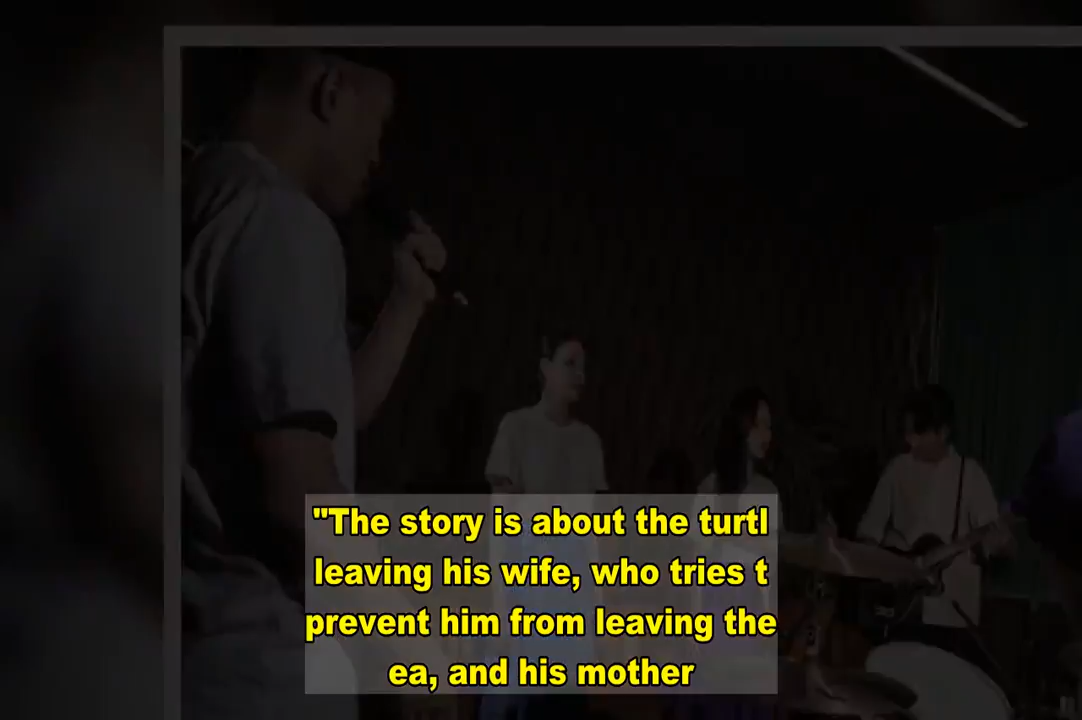 "The story is about the turtl
leaving his wife, who tries t
prevent him from leaving the
ea, and his mother